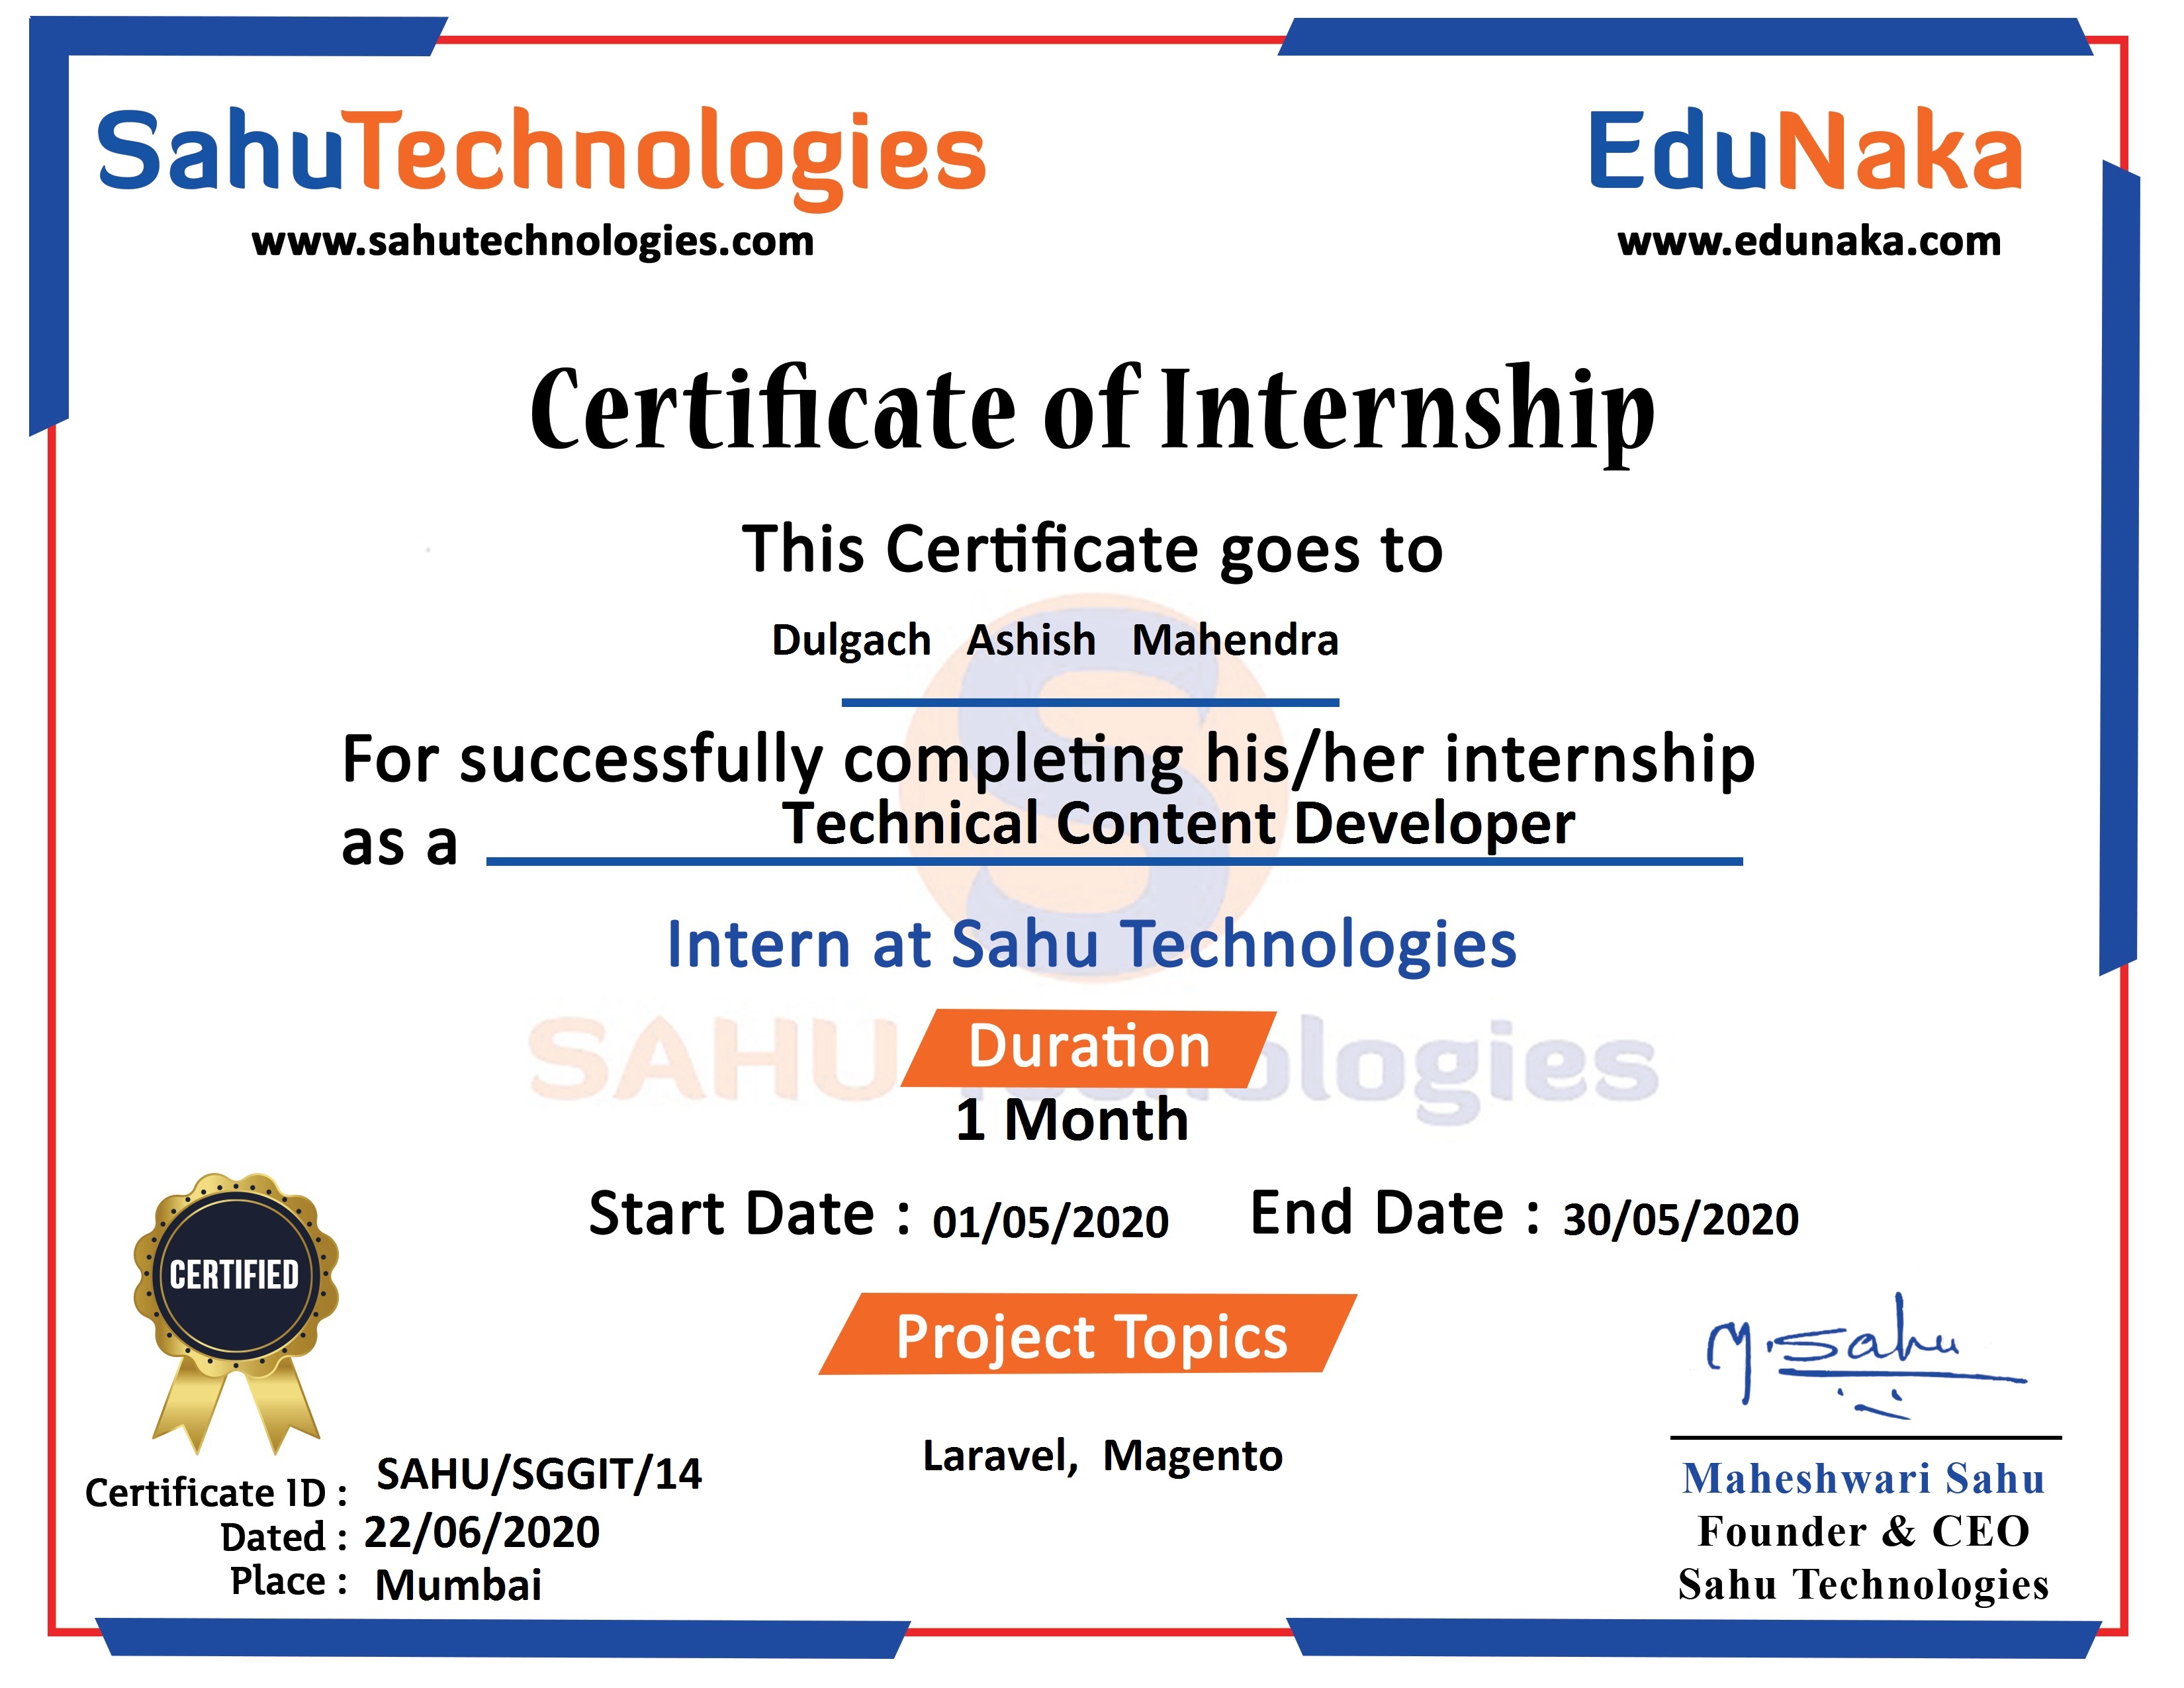 SahuTechnologies
www.sahutechnologies.com
EduNaka
www.edunaka.com
Certificate of Internship
This Certificate goes to
Dulgach Ashish Mahendra
For successfully completing his/her internship
as a Technical Content Developer
Intern at Sahu Technologies
SAHU Technologies
Duration
1 Month
Start Date : 01/05/2020 End Date : 30/05/2020
CERTIFIED
Project Topics
Laravel, Magento
M.Sahu
Certificate ID : SAHU/SGGIT/14
Dated : 22/06/2020
Place : Mumbai
Maheshwari Sahu
Founder & CEO
Sahu Technologies